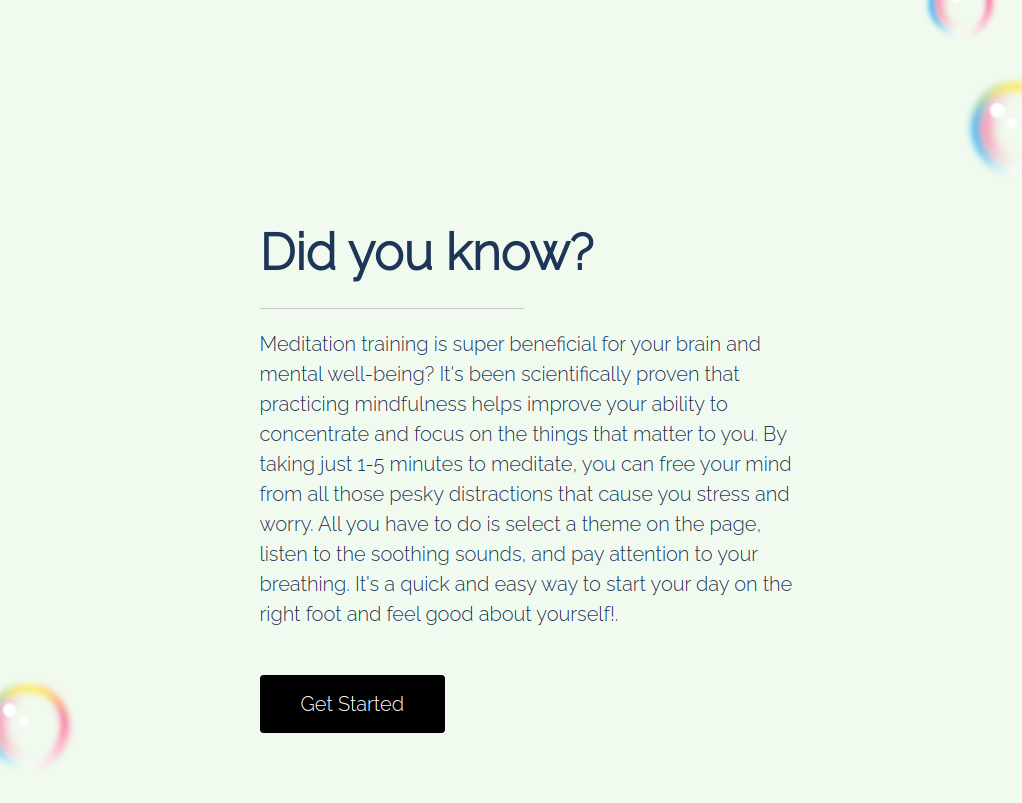 Did you know?
Meditation training is super beneficial for your brain and
mental well-being? It's been scientifically proven that
practicing mindfulness helps improve your ability to
concentrate and focus on the things that matter to you. By
taking just 1-5 minutes to meditate, you can free your mind
from all those pesky distractions that cause you stress and
worry. All you have to do is select a theme on the page,
listen to the soothing sounds, and pay attention to your
breathing. It's a quick and easy way to start your day on the
right foot and feel good about yourself!.
Get Started